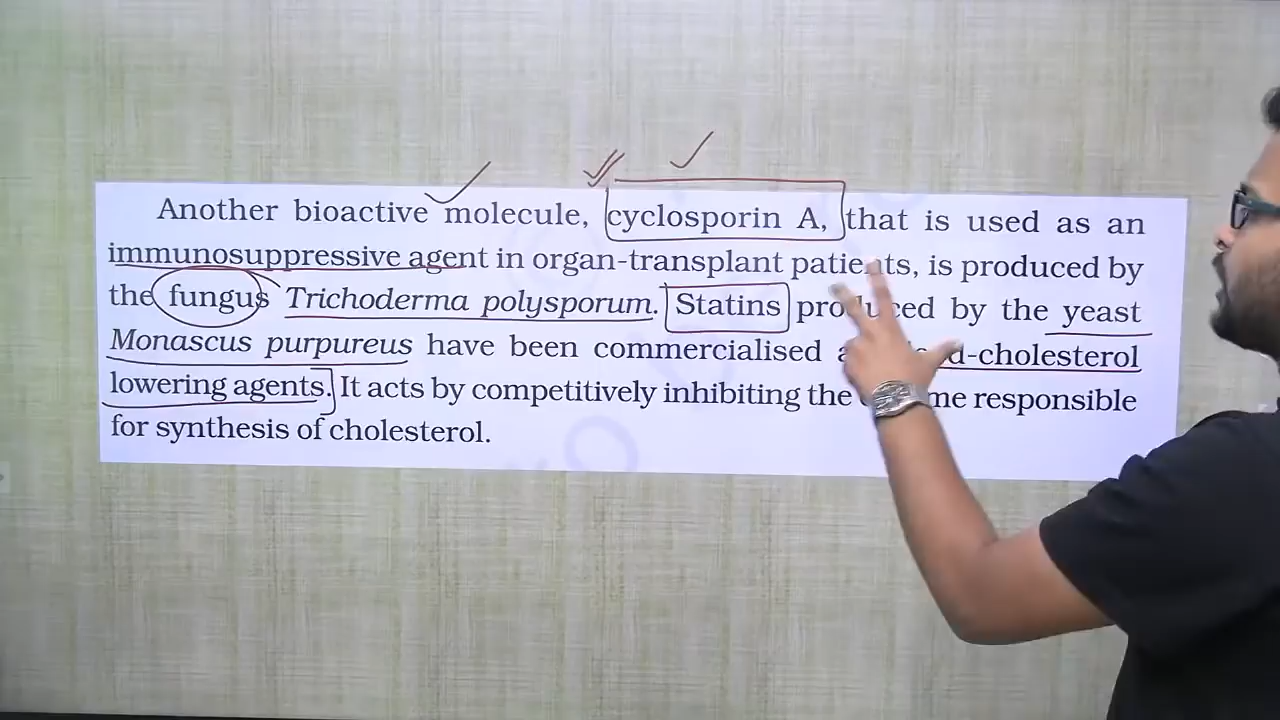 Another bioactive molecule, cyclosporin A, that is used as an
immunosuppressive agent in organ-transplant patients, is produced by
the fungus Trichoderma polysporum. Statins produced by the yeast
Monascus purpureus have been commercialised -cholesterol
lowering agents. It acts by competitively inhibiting the responsible
for synthesis of cholesterol.